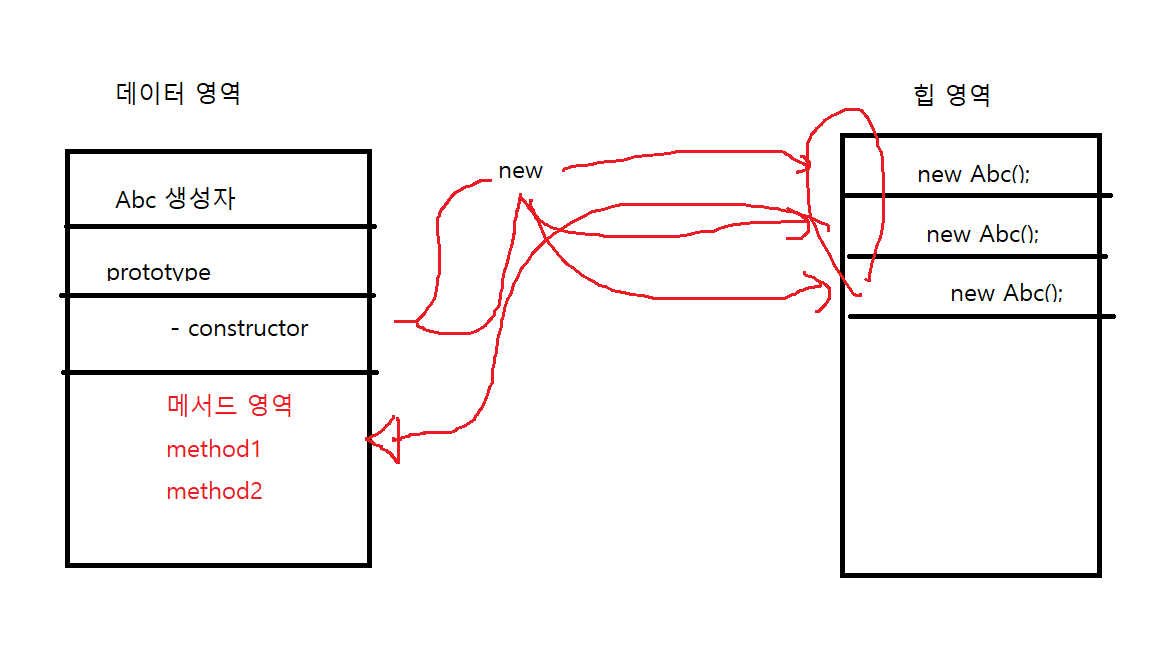 데이터 영역
Abc 생성자
prototype
- constructor
메서드 영역
method1
method2
new
힙 영역
new Abc();
new Abc();
new Abc();